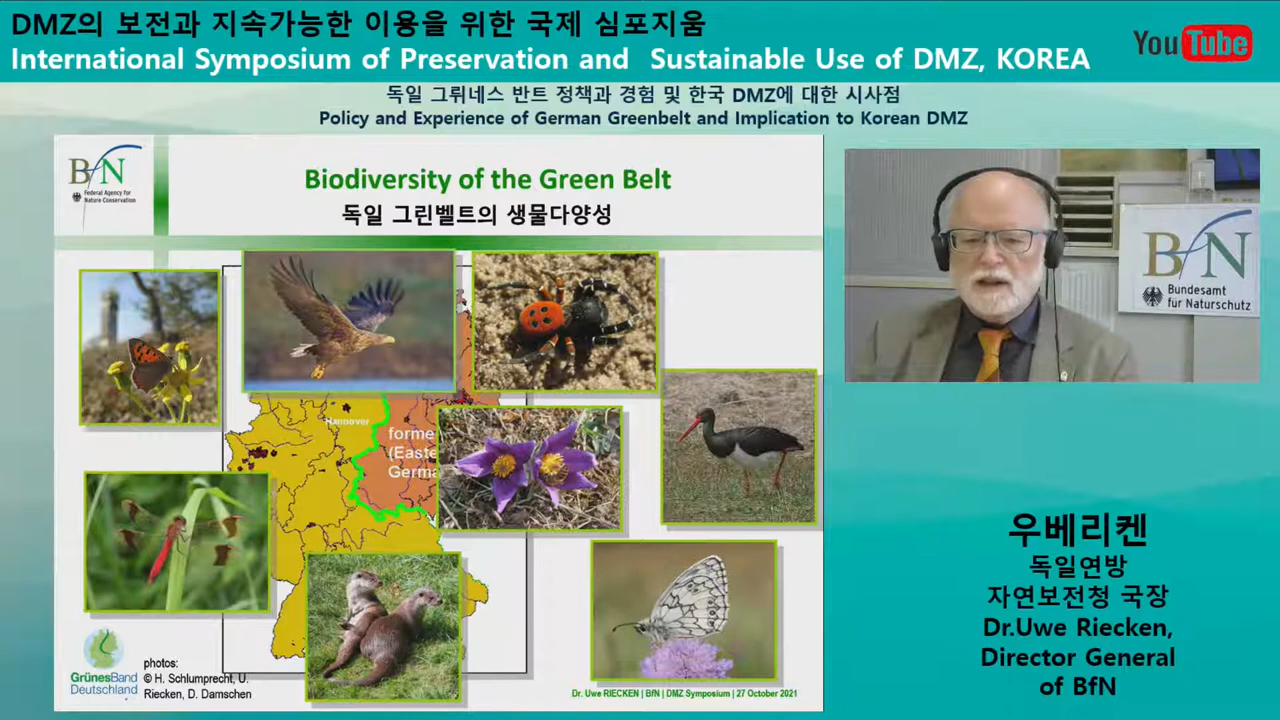 DMZ의 보전과 지속가능한 이용을 위한 국제 심포지움
International Symposium of Preservation and Sustainable Use of DMZ, KOREA
YouTube
독일 그뤼네스 반트 정책과 경험 및 한국 DMZ에 대한 시사점
Policy and Experience of German Greenbelt and Implication to Korean DMZ
BfN
Federal Agency for
Nature Conservation
Biodiversity of the Green Belt
독일 그린벨트의 생물다양성
Hannover
forme
(Easte
Germa
GrünesBand
Deutschland
photos:
© H. Schlumprecht, U.
Riecken, D. Damschen
Dr. Uwe RIECKEN | BfN | DMZ Symposium | 27 October 2021
BfN
Bundesamt
für Naturschutz
우베리켄
독일연방
자연보전청 국장
Dr.Uwe Riecken,
Director General
of BfN